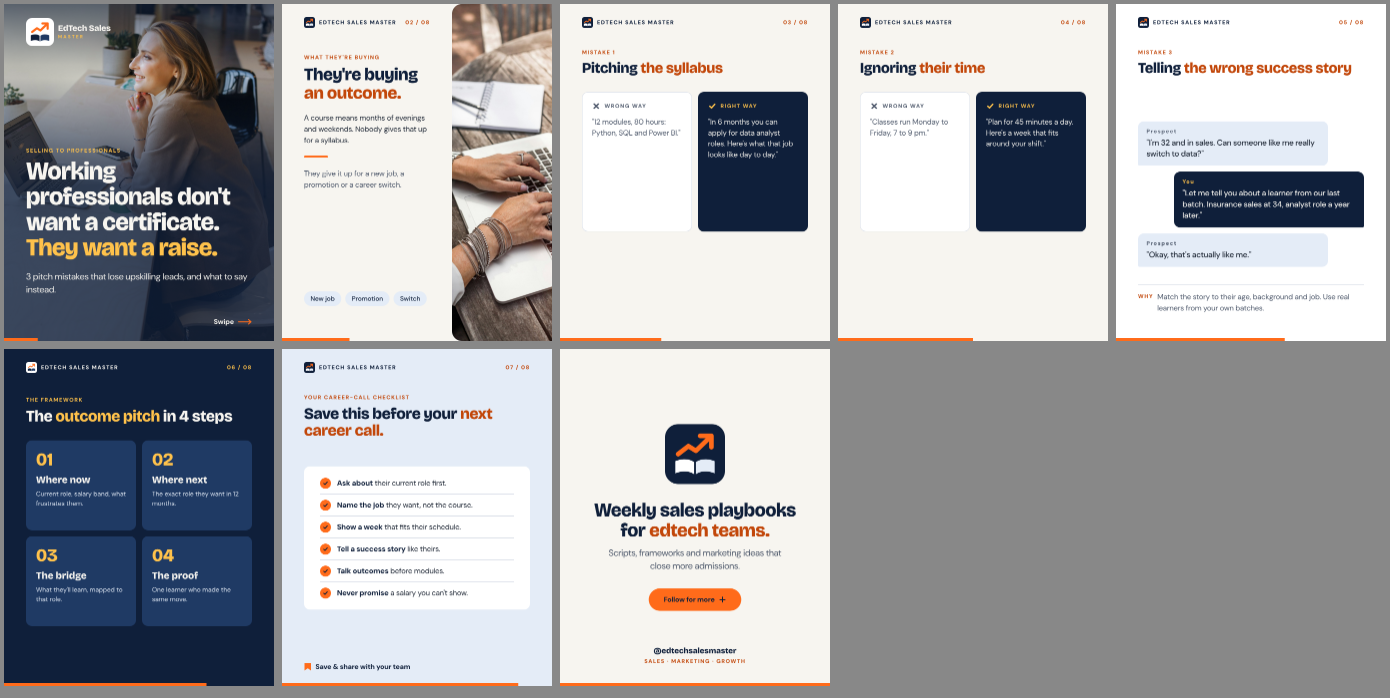 EdTech Sales
MASTER
SELLING TO PROFESSIONALS
Working
professionals don't
want a certificate.
They want a raise.
3 pitch mistakes that lose upskilling leads, and what to say
instead.
Swipe
EDTECH SALES MASTER 02 / 08
WHAT THEY'RE BUYING
They're buying
an outcome.
A course means months of evenings
and weekends. Nobody gives that up
for a syllabus.
They give it up for a new job, a
promotion or a career switch.
New job Promotion Switch
EDTECH SALES MASTER 03 / 08
MISTAKE 1
Pitching the syllabus
WRONG WAY
"12 modules, 80 hours:
Python, SQL and Power BI."
RIGHT WAY
"In 6 months you can
apply for data analyst
roles. Here's what that job
looks like day to day."
EDTECH SALES MASTER 04 / 08
MISTAKE 2
Ignoring their time
WRONG WAY
"Classes run Monday to
Friday, 7 to 9 pm."
RIGHT WAY
"Plan for 45 minutes a day.
Here's a week that fits
around your shift."
EDTECH SALES MASTER 05 / 08
MISTAKE 3
Telling the wrong success story
Prospect
"I'm 32 and in sales. Can someone like me really
switch to data?"
You
"Let me tell you about a learner from our last
batch. Insurance sales at 34, analyst role a year
later."
Prospect
"Okay, that's actually like me."
WHY Match the story to their age, background and job. Use real
learners from your own batches.
EDTECH SALES MASTER 06 / 08
THE FRAMEWORK
The outcome pitch in 4 steps
01
Where now
Current role, salary band, what
frustrates them.
02
Where next
The exact role they want in 12
months.
03
The bridge
What they'll learn, mapped to
that role.
04
The proof
One learner who made the
same move.
EDTECH SALES MASTER 07 / 08
YOUR CAREER-CALL CHECKLIST
Save this before your next
career call.
Ask about their current role first.
Name the job they want, not the course.
Show a week that fits their schedule.
Tell a success story like theirs.
Talk outcomes before modules.
Never promise a salary you can't show.
Save & share with your team
Weekly sales playbooks
for edtech teams.
Scripts, frameworks and marketing ideas that
close more admissions.
Follow for more +
@edtechsalesmaster
SALES · MARKETING · GROWTH